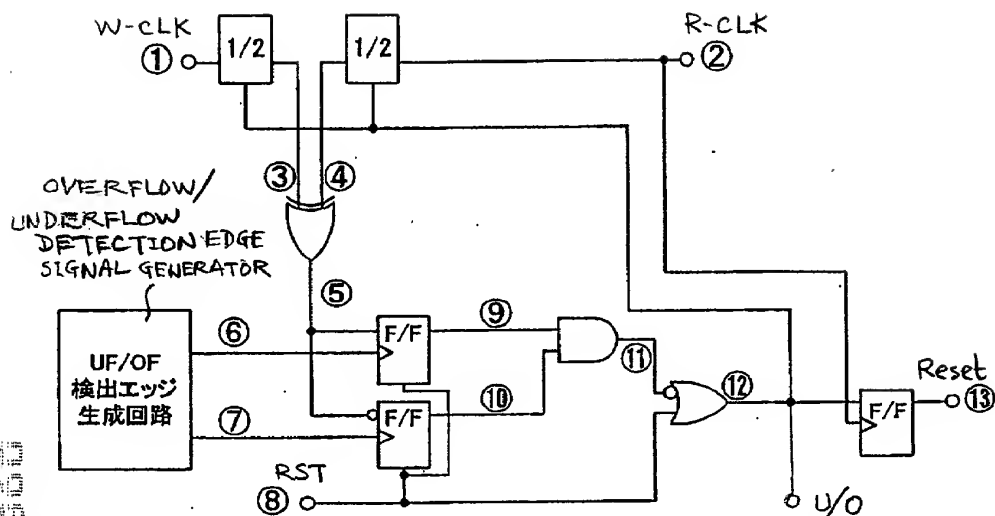 W-CLK
R-CLK
①
1/2
1/2
②
③
④
OVERFLOW/
UNDERFLOW
DETECTION EDGE
SIGNAL GENERATOR
⑤
UF/OF
検出エッジ
生成回路
⑥
F/F
⑨
⑪
⑫
Reset
⑬
F/F
⑦
F/F
⑩
RST
⑧
U/O